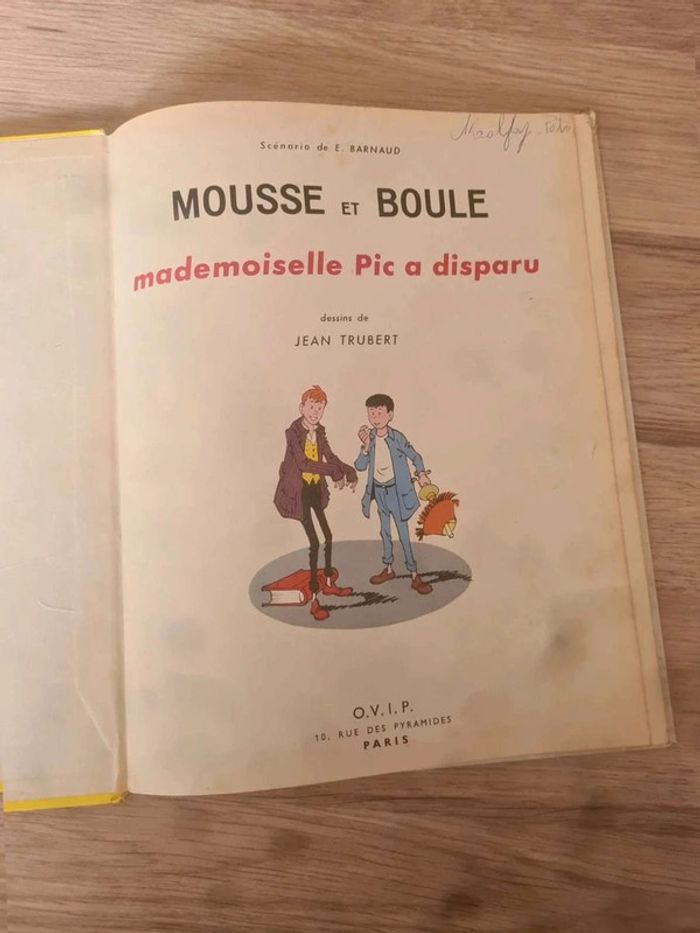 Scénario de E. BARNAUD
MOUSSE ET BOULE
mademoiselle Pic a disparu
dessins de
JEAN TRUBERT
O.V.I.P.
10, RUE DES PYRAMIDES
PARIS